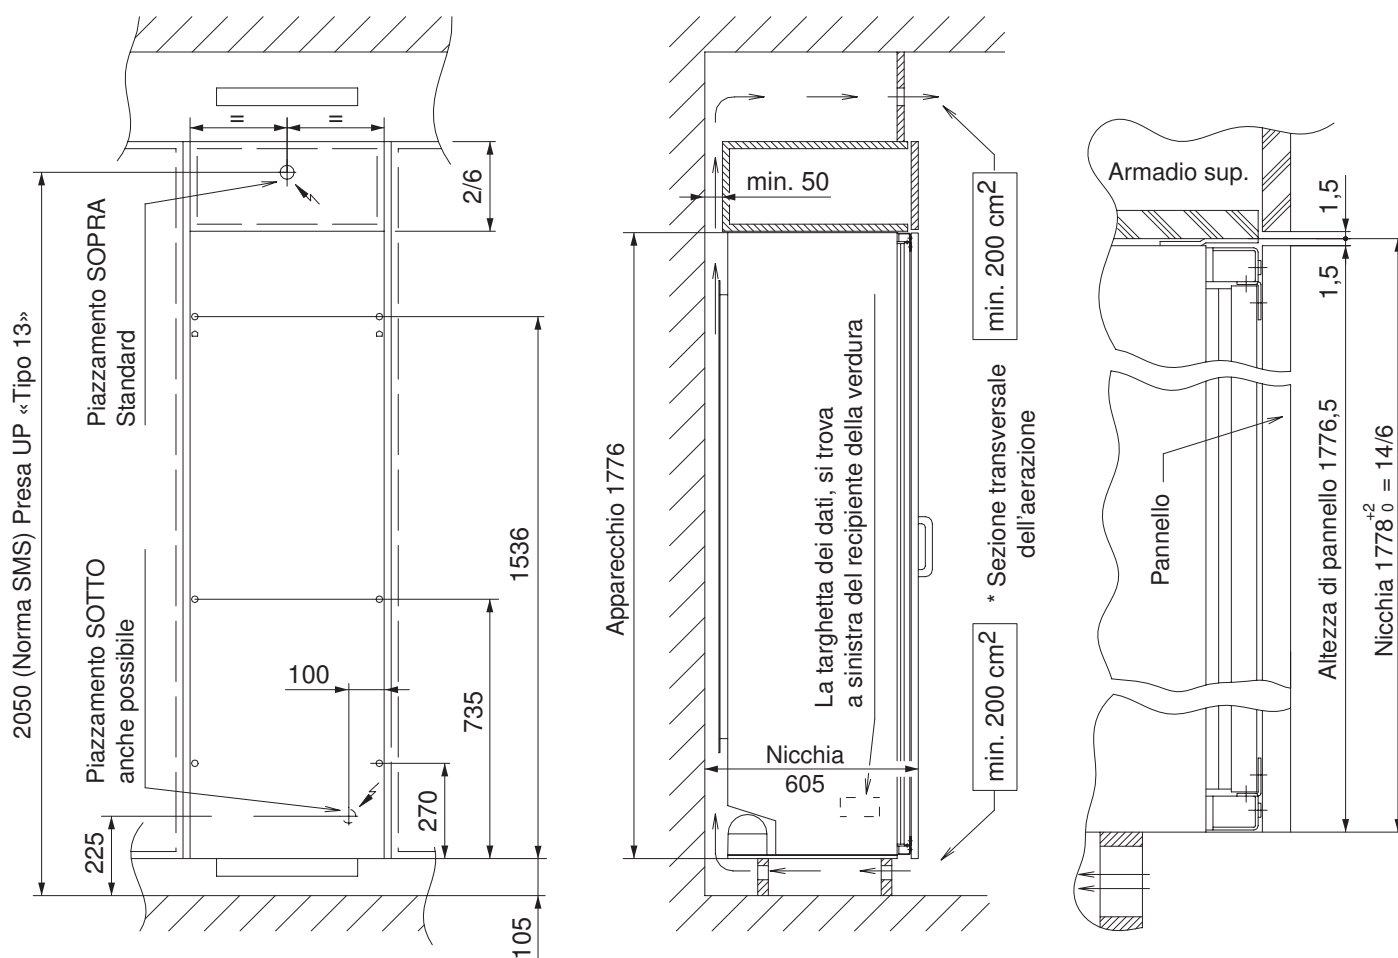 2050 (Norma SMS) Presa UP «Tipo 13»
Piazzamento SOPRA
Standard
Piazzamento SOTTO
anche possibile
=
=
2/6
1536
735
270
100
225
105
min. 50
Apparecchio 1776
La targhetta dei dati, si trova
a sinistra del recipiente della verdura
Nicchia
605
min. 200 cm²
* Sezione transversale
dell'aerazione
min. 200 cm²
Armadio sup.
1,5
1,5
Pannello
Altezza di pannello 1776,5
Nicchia 1778 +2 0 = 14/6